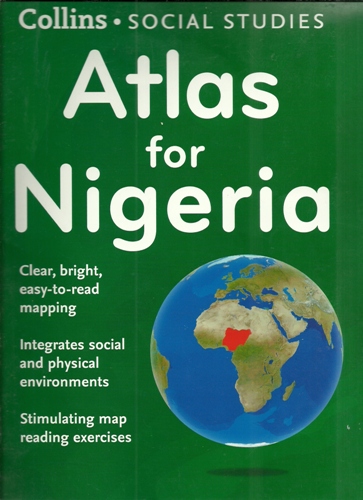 Collins • SOCIAL STUDIES
Atlas
for
Nigeria
Clear, bright,
easy-to-read
mapping
Integrates social
and physical
environments
Stimulating map
reading exercises